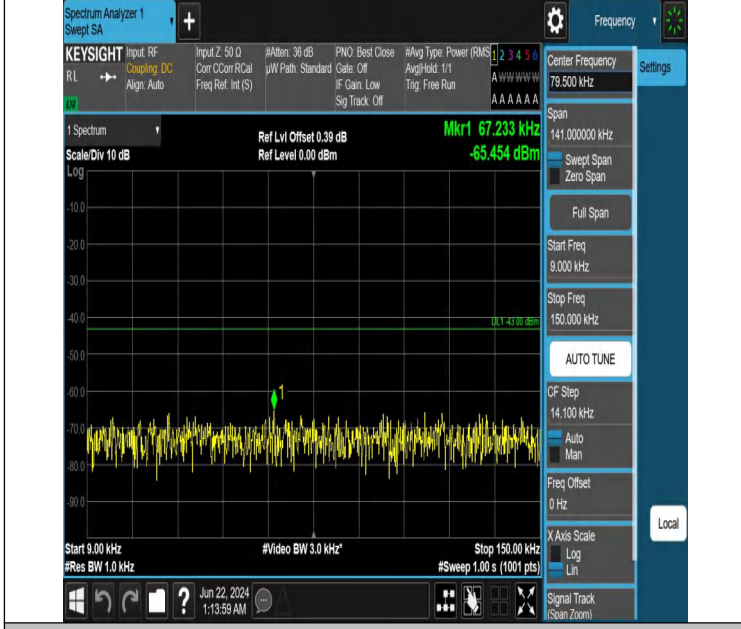 Spectrum Analyzer 1
Swept SA
+
Frequency
KEYSIGHT
RL
LXI
Input: RF
Coupling: DC
Align: Auto
Input Z: 50 Ω
Corr CCorr RCal
Freq Ref: Int (S)
#Atten: 36 dB
µW Path: Standard
PNO: Best Close
Gate: Off
IF Gain: Low
Sig Track: Off
#Avg Type: Power (RMS
Avg|Hold: 1/1
Trig: Free Run
1 2 3 4 5 6
A W W W W W
A A A A A A
1 Spectrum
Scale/Div 10 dB
Log
Ref Lvl Offset 0.39 dB
Ref Level 0.00 dBm
Mkr1 67.233 kHz
-65.454 dBm
-10.0
-20.0
-30.0
-40.0
DL1 -43.00 dBm
-50.0
-60.0
1
-70.0
-80.0
-90.0
Start 9.00 kHz
#Res BW 1.0 kHz
#Video BW 3.0 kHz*
Stop 150.00 kHz
#Sweep 1.00 s (1001 pts)
?
Jun 22, 2024
1:13:59 AM
Center Frequency
79.500 kHz
Settings
Span
141.000000 kHz
Swept Span
Zero Span
Full Span
Start Freq
9.000 kHz
Stop Freq
150.000 kHz
AUTO TUNE
CF Step
14.100 kHz
Auto
Man
Freq Offset
0 Hz
Local
X Axis Scale
Log
Lin
Signal Track
(Span Zoom)